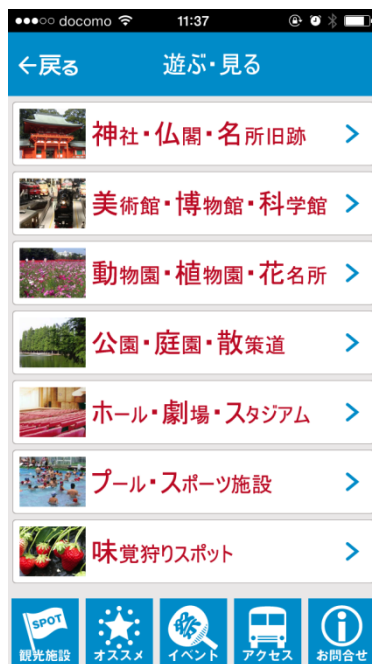 docomo 11:37
←戻る 遊ぶ・見る
神社・仏閣・名所旧跡
美術館・博物館・科学館
動物園・植物園・花名所
公園・庭園・散策道
ホール・劇場・スタジアム
プール・スポーツ施設
味覚狩りスポット
SPOT
観光施設 オススメ イベント アクセス お問合せ